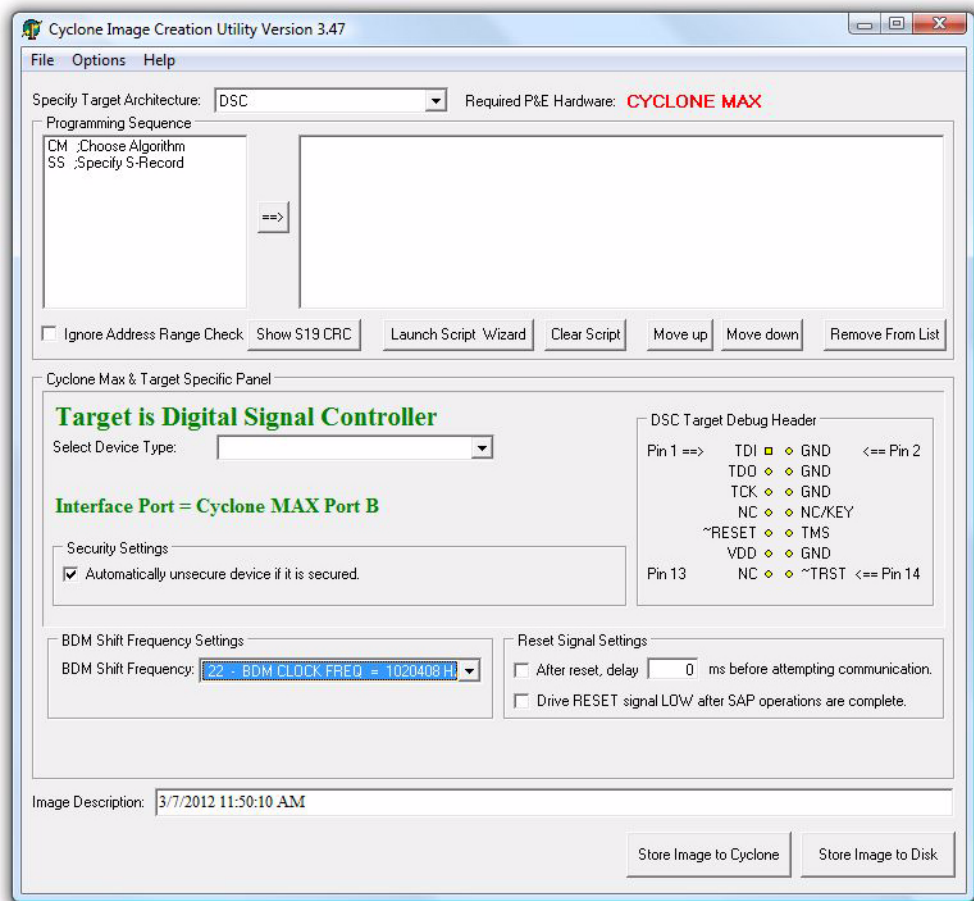 Cyclone Image Creation Utility Version 3.47
File Options Help
Specify Target Architecture: DSC Required P&E Hardware: CYCLONE MAX
Programming Sequence
CM ;Choose Algorithm
SS ;Specify S-Record
==>
Ignore Address Range Check Show S19 CRC Launch Script Wizard Clear Script Move up Move down Remove From List
Cyclone Max & Target Specific Panel
Target is Digital Signal Controller
Select Device Type:
Interface Port = Cyclone MAX Port B
Security Settings
Automatically unsecure device if it is secured.
DSC Target Debug Header
Pin 1 ==> TDI GND <== Pin 2
TDO GND
TCK GND
NC NC/KEY
~RESET TMS
VDD GND
Pin 13 NC ~TRST <== Pin 14
BDM Shift Frequency Settings
BDM Shift Frequency: 22 - BDM CLOCK FREQ = 1020408 H
Reset Signal Settings
After reset, delay 0 ms before attempting communication.
Drive RESET signal LOW after SAP operations are complete.
Image Description: 3/7/2012 11:50:10 AM
Store Image to Cyclone Store Image to Disk